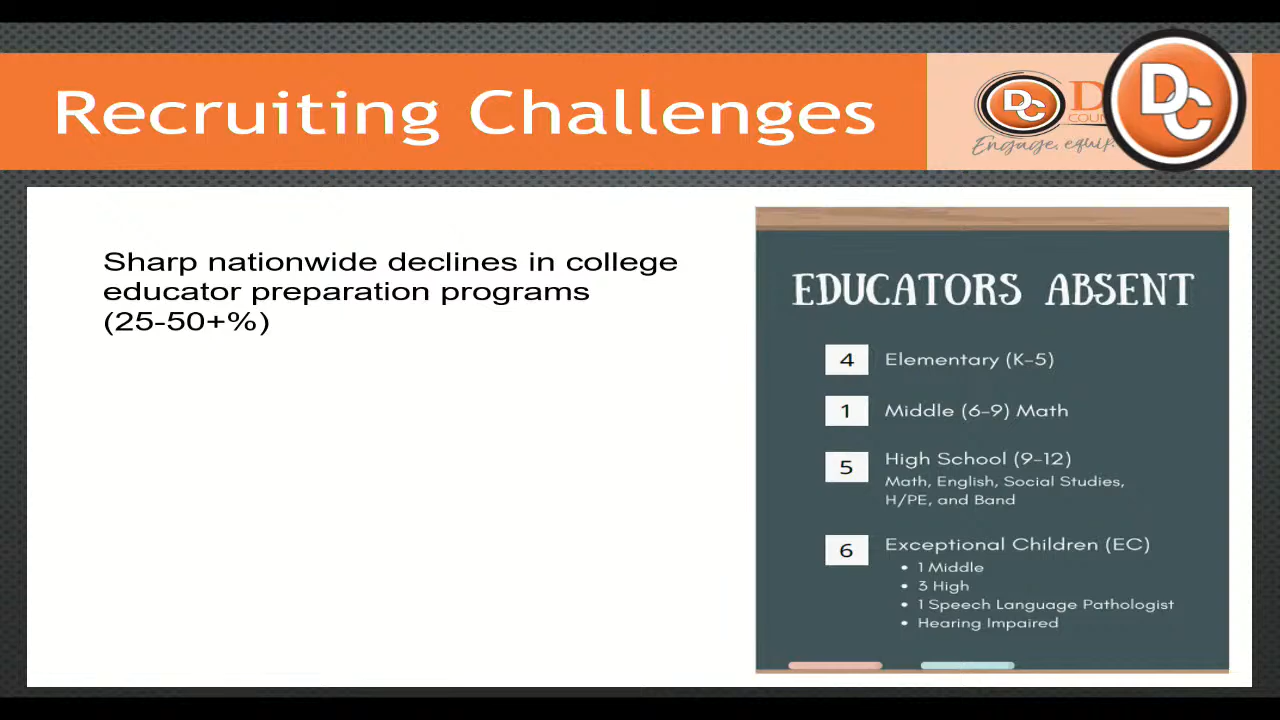 Recruiting Challenges
DC
D
COUN
Engage. equip.
DC
Sharp nationwide declines in college
educator preparation programs
(25-50+%)
EDUCATORS ABSENT
4 Elementary (K-5)
1 Middle (6-9) Math
5 High School (9-12)
Math, English, Social Studies,
H/PE, and Band
6 Exceptional Children (EC)
• 1 Middle
• 3 High
• 1 Speech Language Pathologist
• Hearing Impaired